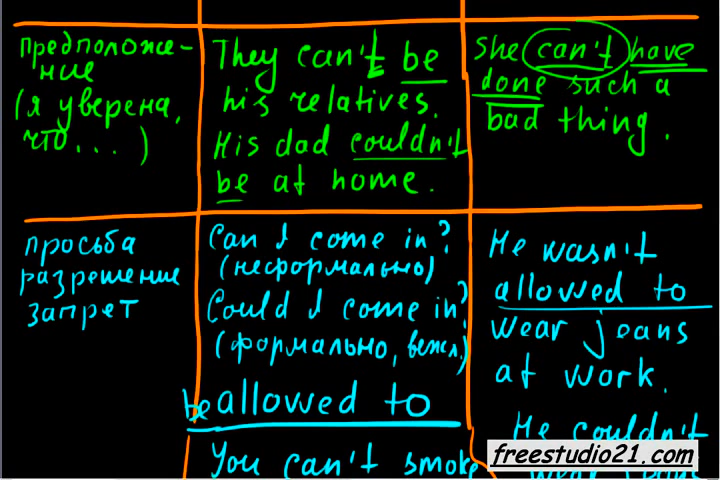 предположе-
ние
(я уверена,
что...)
They can't be
his relatives.
His dad couldn't
be at home.
She can't have
done such a
bad thing.
просьба
разрешение
запрет
Can I come in?
(неформально)
Could I come in?
(формально, вежл.)
be allowed to
You can't smoke
He wasn't
allowed to
wear jeans
at work.
He couldn't
wear jeans
freestudio21.com